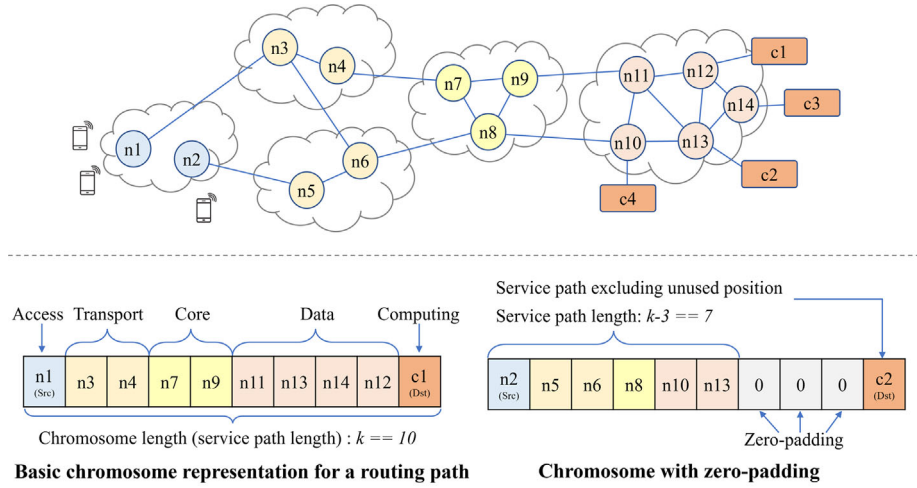 n3
n4
n7
n9
n11
n12
c1
n14
c3
n1
n2
n8
n6
n5
n10
n13
c2
c4
Service path excluding unused position
Access Transport Core Data Computing
Service path length: k-3 == 7
n1 (Src) n3 n4 n7 n9 n11 n13 n14 n12 c1 (Dst)
n2 (Src) n5 n6 n8 n10 n13 0 0 0 c2 (Dst)
Chromosome length (service path length) : k == 10
Zero-padding
Basic chromosome representation for a routing path
Chromosome with zero-padding